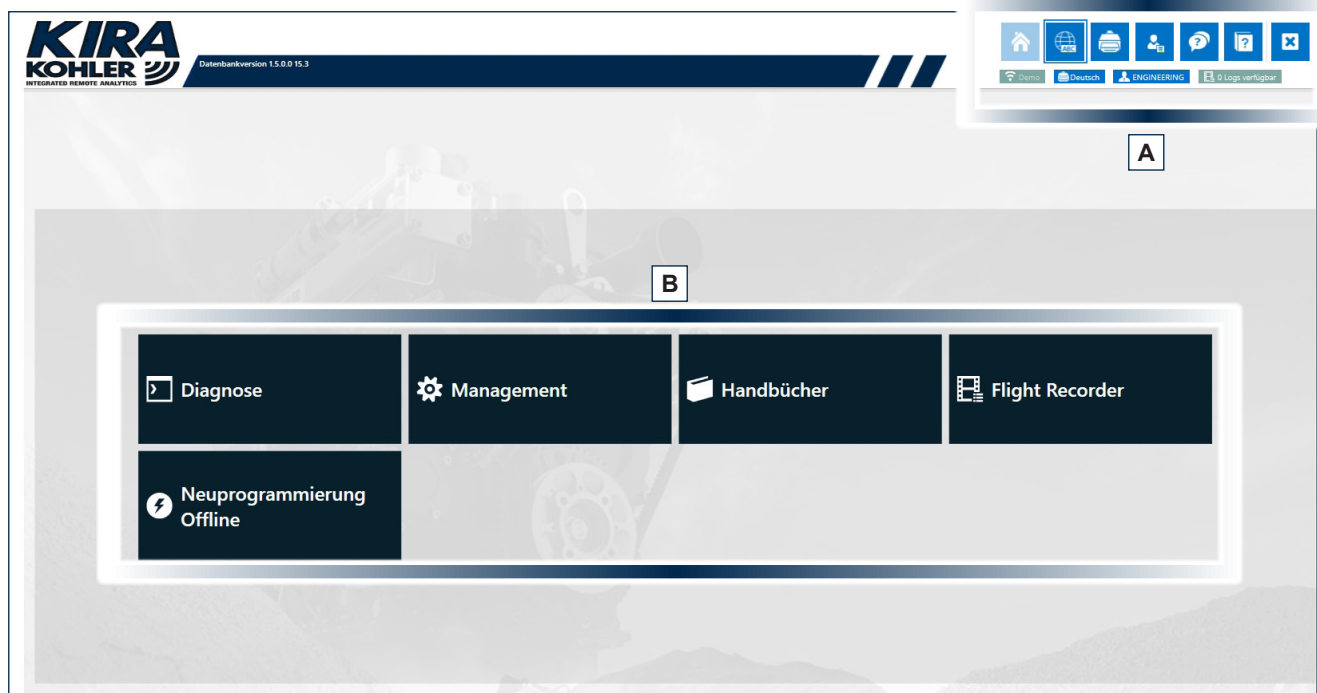 KIRA
KOHLER
INTEGRATED REMOTE ANALYTICS
Datenbankversion 1.5.0.0 15.3
ABC
Demo Deutsch ENGINEERING 0 Logs verfügbar
A
B
Diagnose Management Handbücher Flight Recorder
Neuprogrammierung
Offline